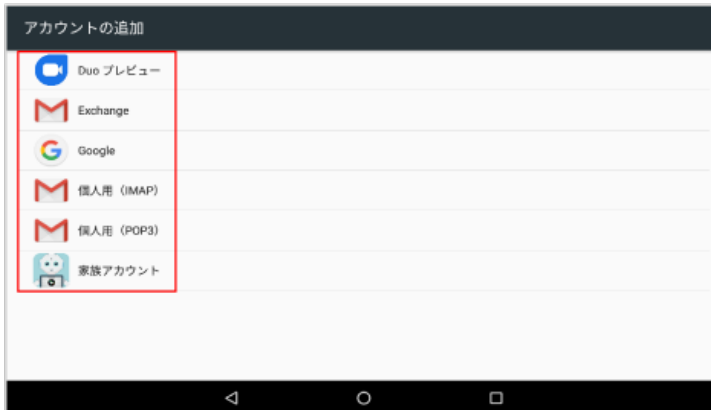 アカウントの追加
Duo プレビュー
Exchange
Google
個人用（IMAP）
個人用（POP3）
家族アカウント